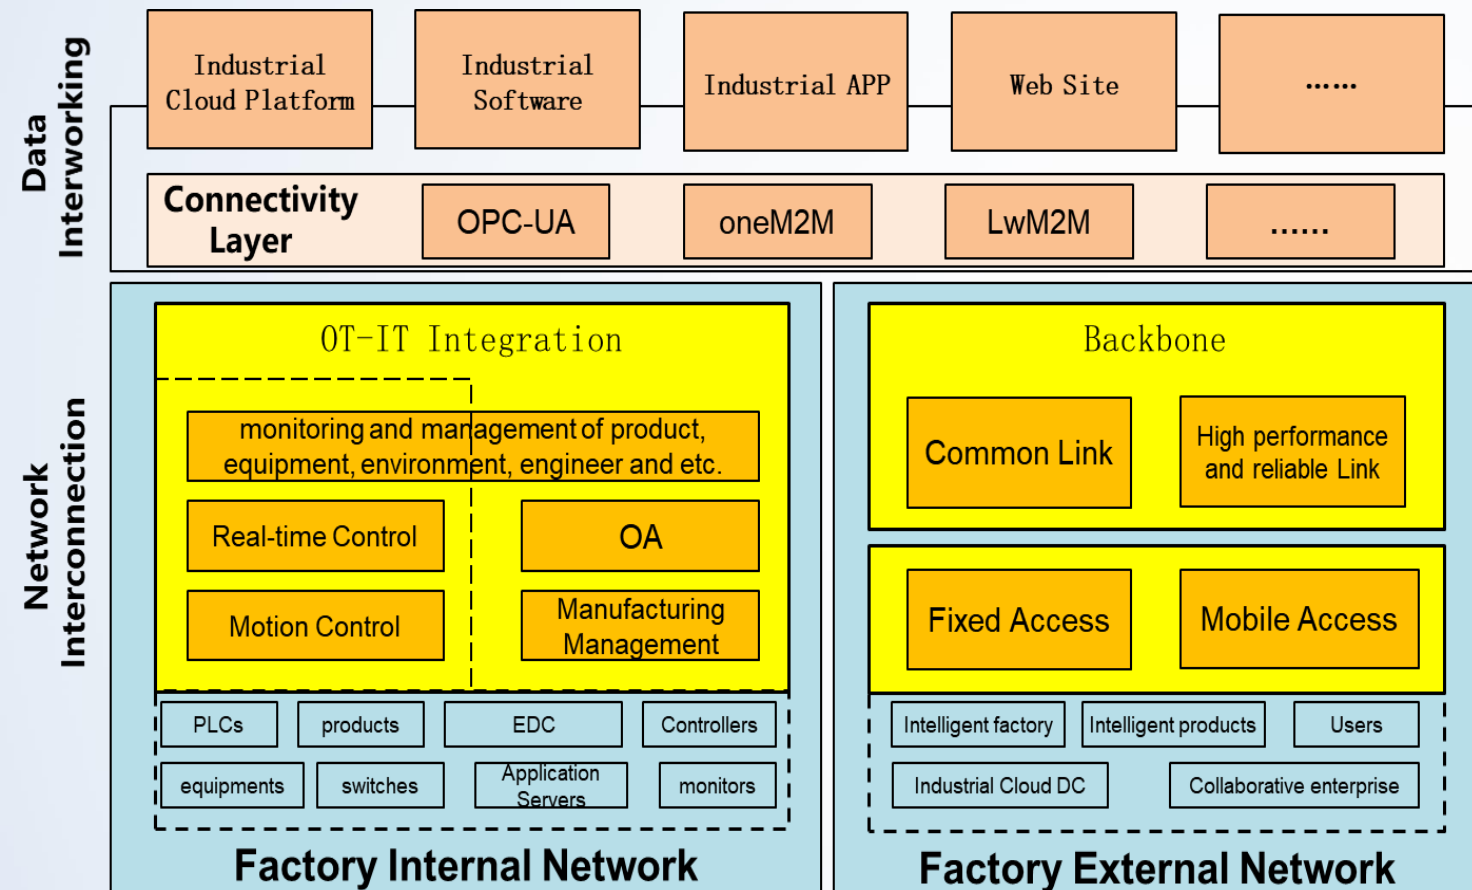 Data
Interworking
Industrial
Cloud Platform
Industrial
Software
Industrial APP
Web Site
......
Connectivity
Layer
OPC-UA
oneM2M
LwM2M
......
Network
Interconnection
OT-IT Integration
monitoring and management of product,
equipment, environment, engineer and etc.
Real-time Control
OA
Motion Control
Manufacturing
Management
PLCs
products
EDC
Controllers
equipments
switches
Application
Servers
monitors
Factory Internal Network
Backbone
Common Link
High performance
and reliable Link
Fixed Access
Mobile Access
Intelligent factory
Intelligent products
Users
Industrial Cloud DC
Collaborative enterprise
Factory External Network